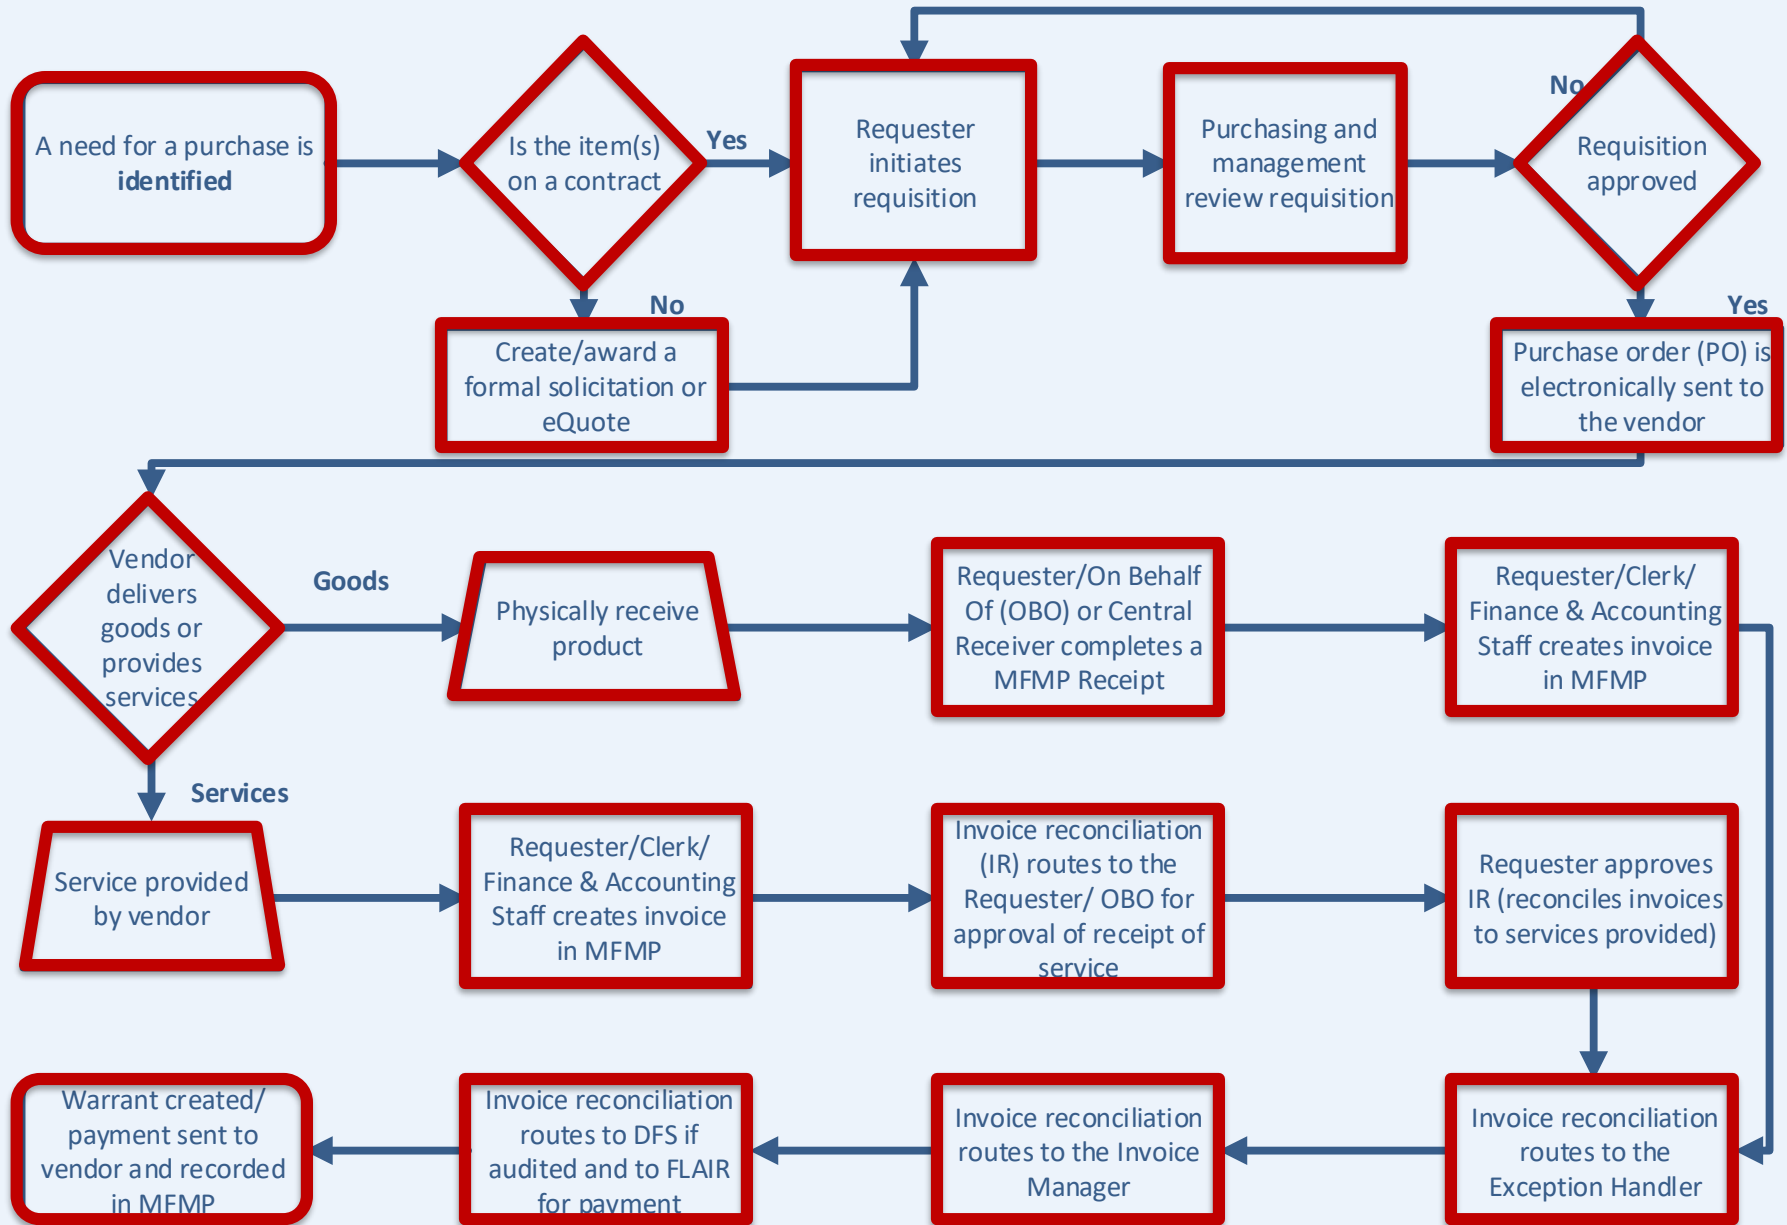 A need for a purchase is
identified
Is the item(s)
on a contract
Yes
Requester
initiates
requisition
Purchasing and
management
review requisition
No
Requisition
approved
No
Create/award a
formal solicitation or
eQuote
Yes
Purchase order (PO) is
electronically sent to
the vendor
Vendor
delivers
goods or
provides
services
Goods
Physically receive
product
Requester/On Behalf
Of (OBO) or Central
Receiver completes a
MFMP Receipt
Requester/Clerk/
Finance & Accounting
Staff creates invoice
in MFMP
Services
Service provided
by vendor
Requester/Clerk/
Finance & Accounting
Staff creates invoice
in MFMP
Invoice reconciliation
(IR) routes to the
Requester/ OBO for
approval of receipt of
service
Requester approves
IR (reconciles invoices
to services provided)
Warrant created/
payment sent to
vendor and recorded
in MFMP
Invoice reconciliation
routes to DFS if
audited and to FLAIR
for payment
Invoice reconciliation
routes to the Invoice
Manager
Invoice reconciliation
routes to the
Exception Handler